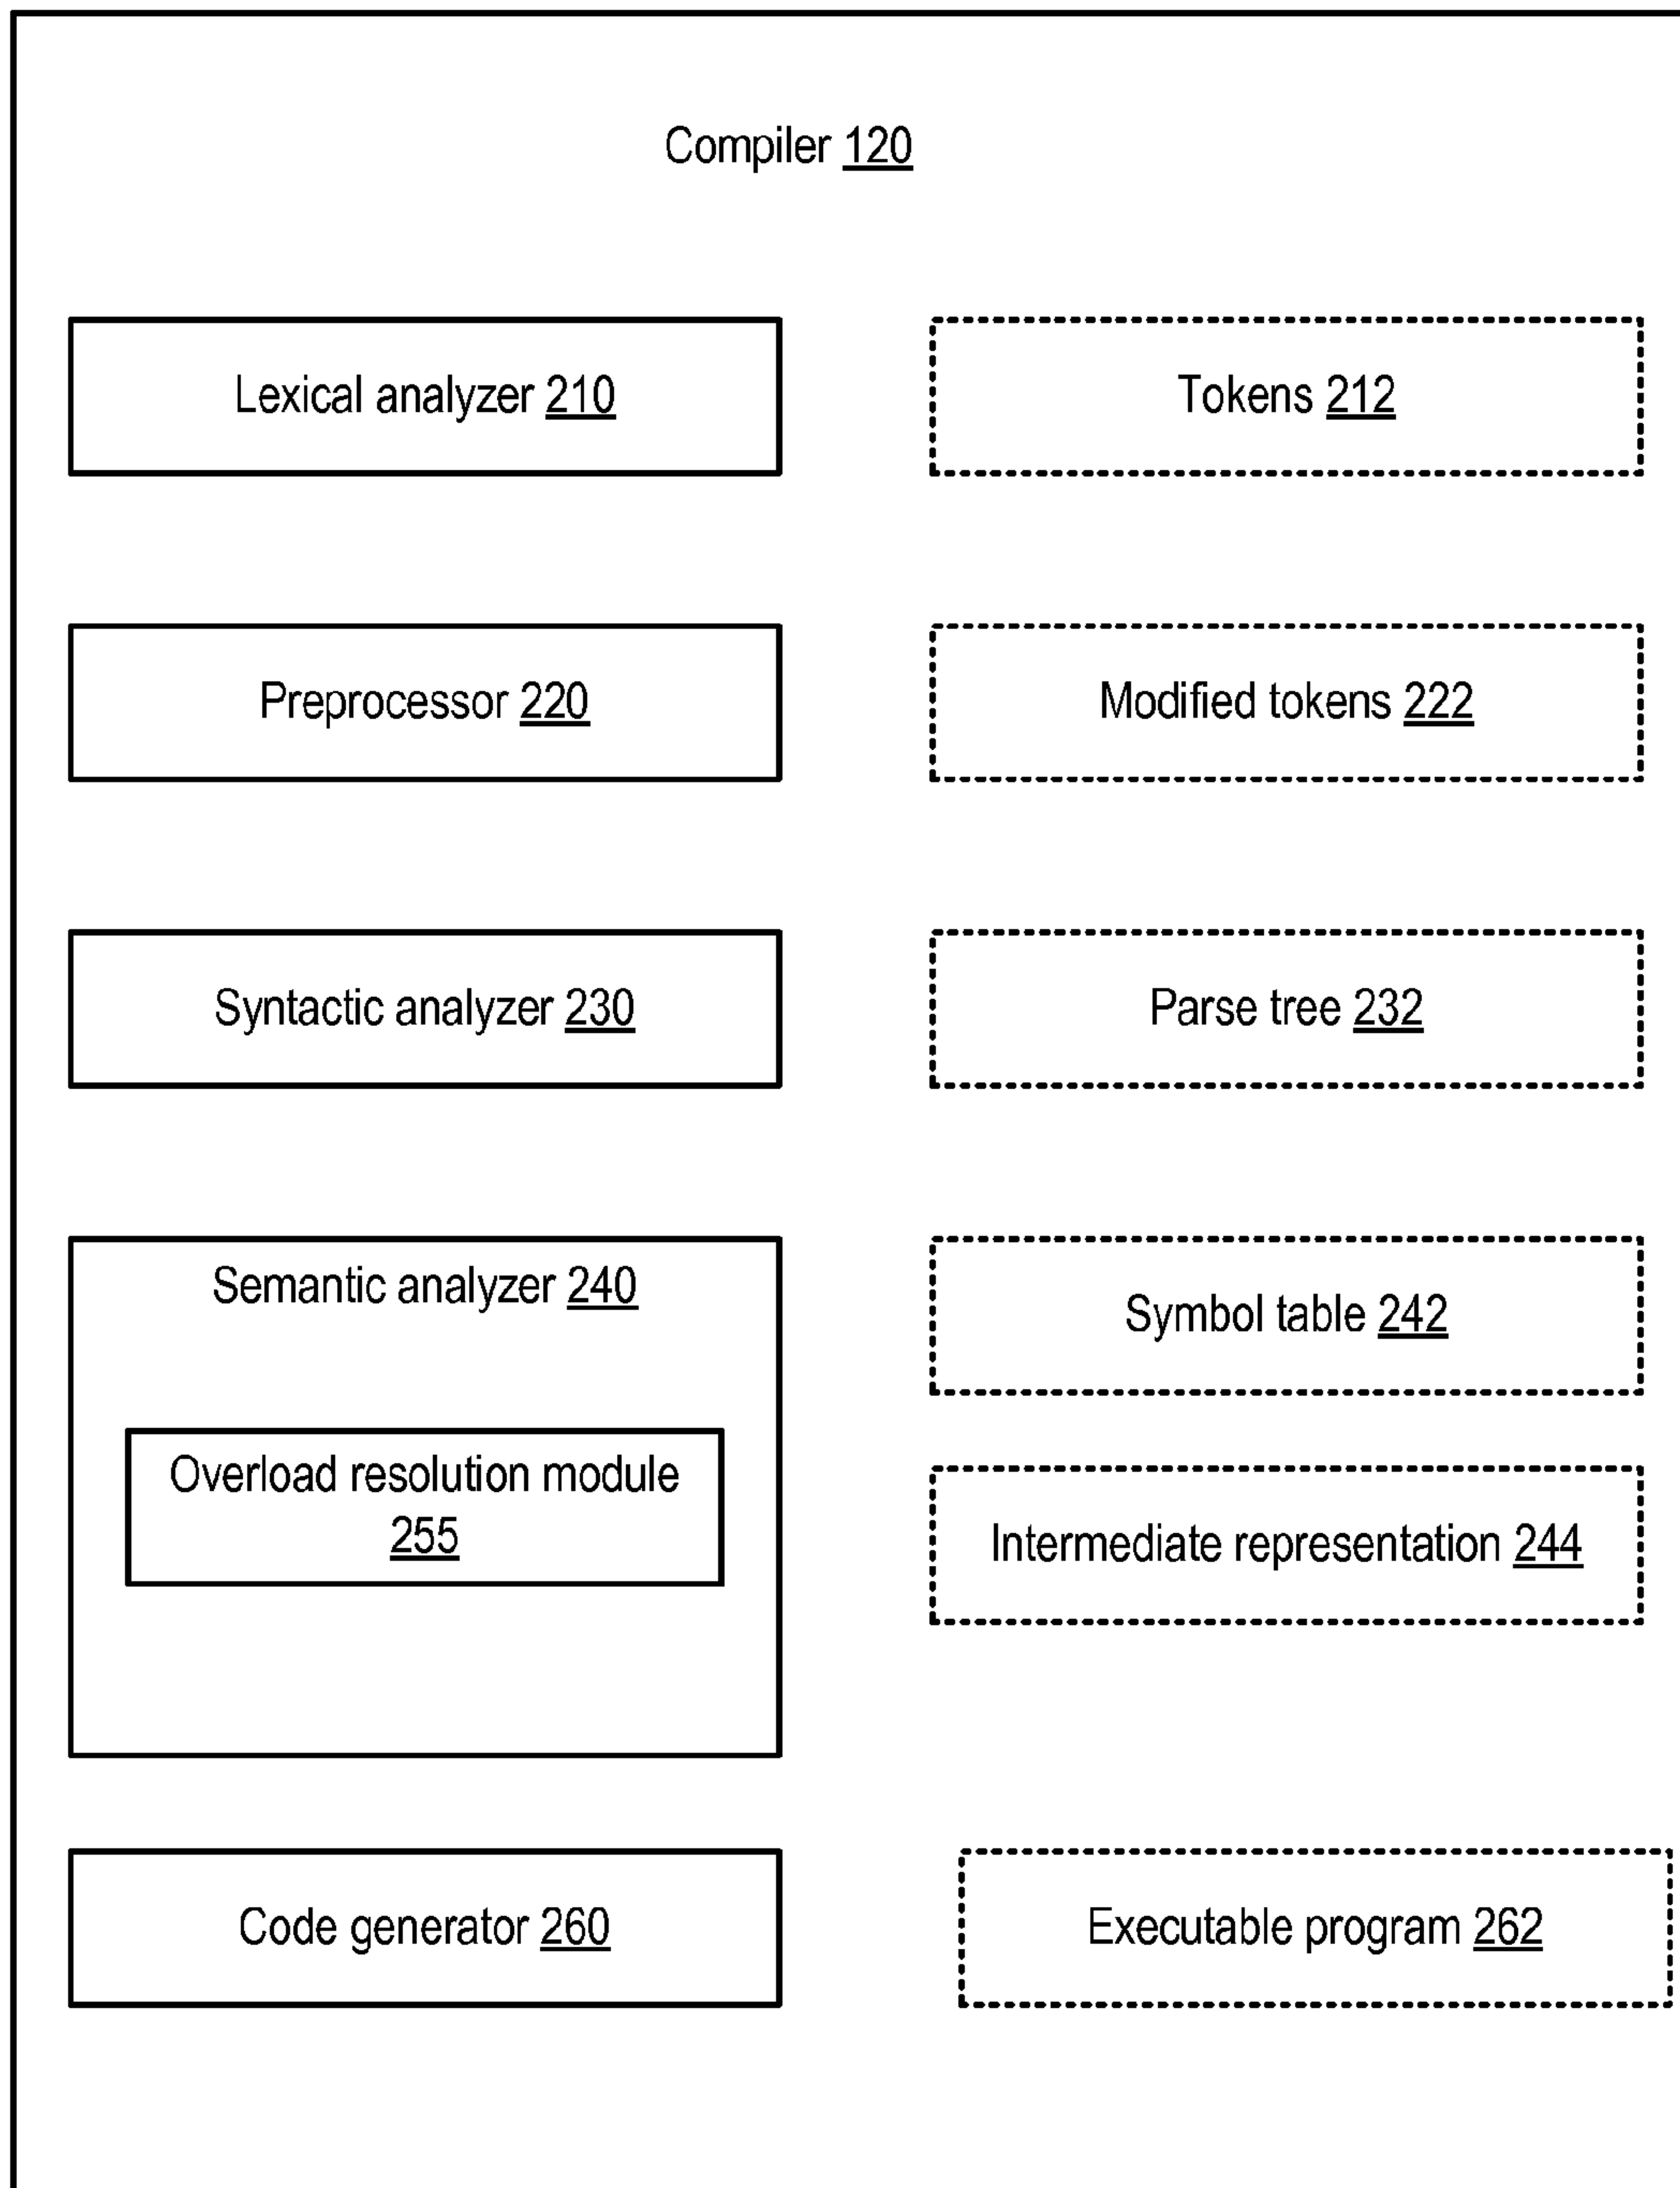 Compiler 120
Lexical analyzer 210
Tokens 212
Preprocessor 220
Modified tokens 222
Syntactic analyzer 230
Parse tree 232
Semantic analyzer 240
Symbol table 242
Overload resolution module
255
Intermediate representation 244
Code generator 260
Executable program 262